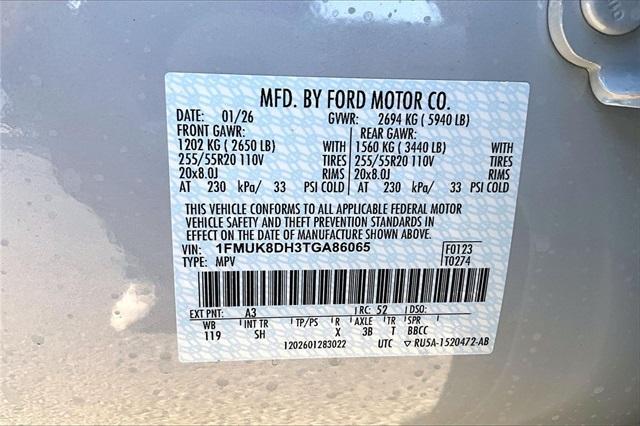 MFD. BY FORD MOTOR CO.
DATE: 01/26 GVWR: 2694 KG ( 5940 LB)
FRONT GAWR: REAR GAWR:
1202 KG ( 2650 LB) WITH 1560 KG ( 3440 LB) WITH
255/55R20 110V TIRES 255/55R20 110V TIRES
20x8.0J RIMS 20x8.0J RIMS
AT 230 kPa/ 33 PSI COLD AT 230 kPa/ 33 PSI COLD
THIS VEHICLE CONFORMS TO ALL APPLICABLE FEDERAL MOTOR
VEHICLE SAFETY AND THEFT PREVENTION STANDARDS IN
EFFECT ON THE DATE OF MANUFACTURE SHOWN ABOVE.
VIN: 1FMUK8DH3TGA86065 F0123
TYPE: MPV T0274
EXT PNT: A3 RC: 52 DSO:
WB INT TR TP/PS R AXLE TR SPR
119 SH X 3B T BBCC
1202601283022 UTC ▽ RU5A-1520472-AB